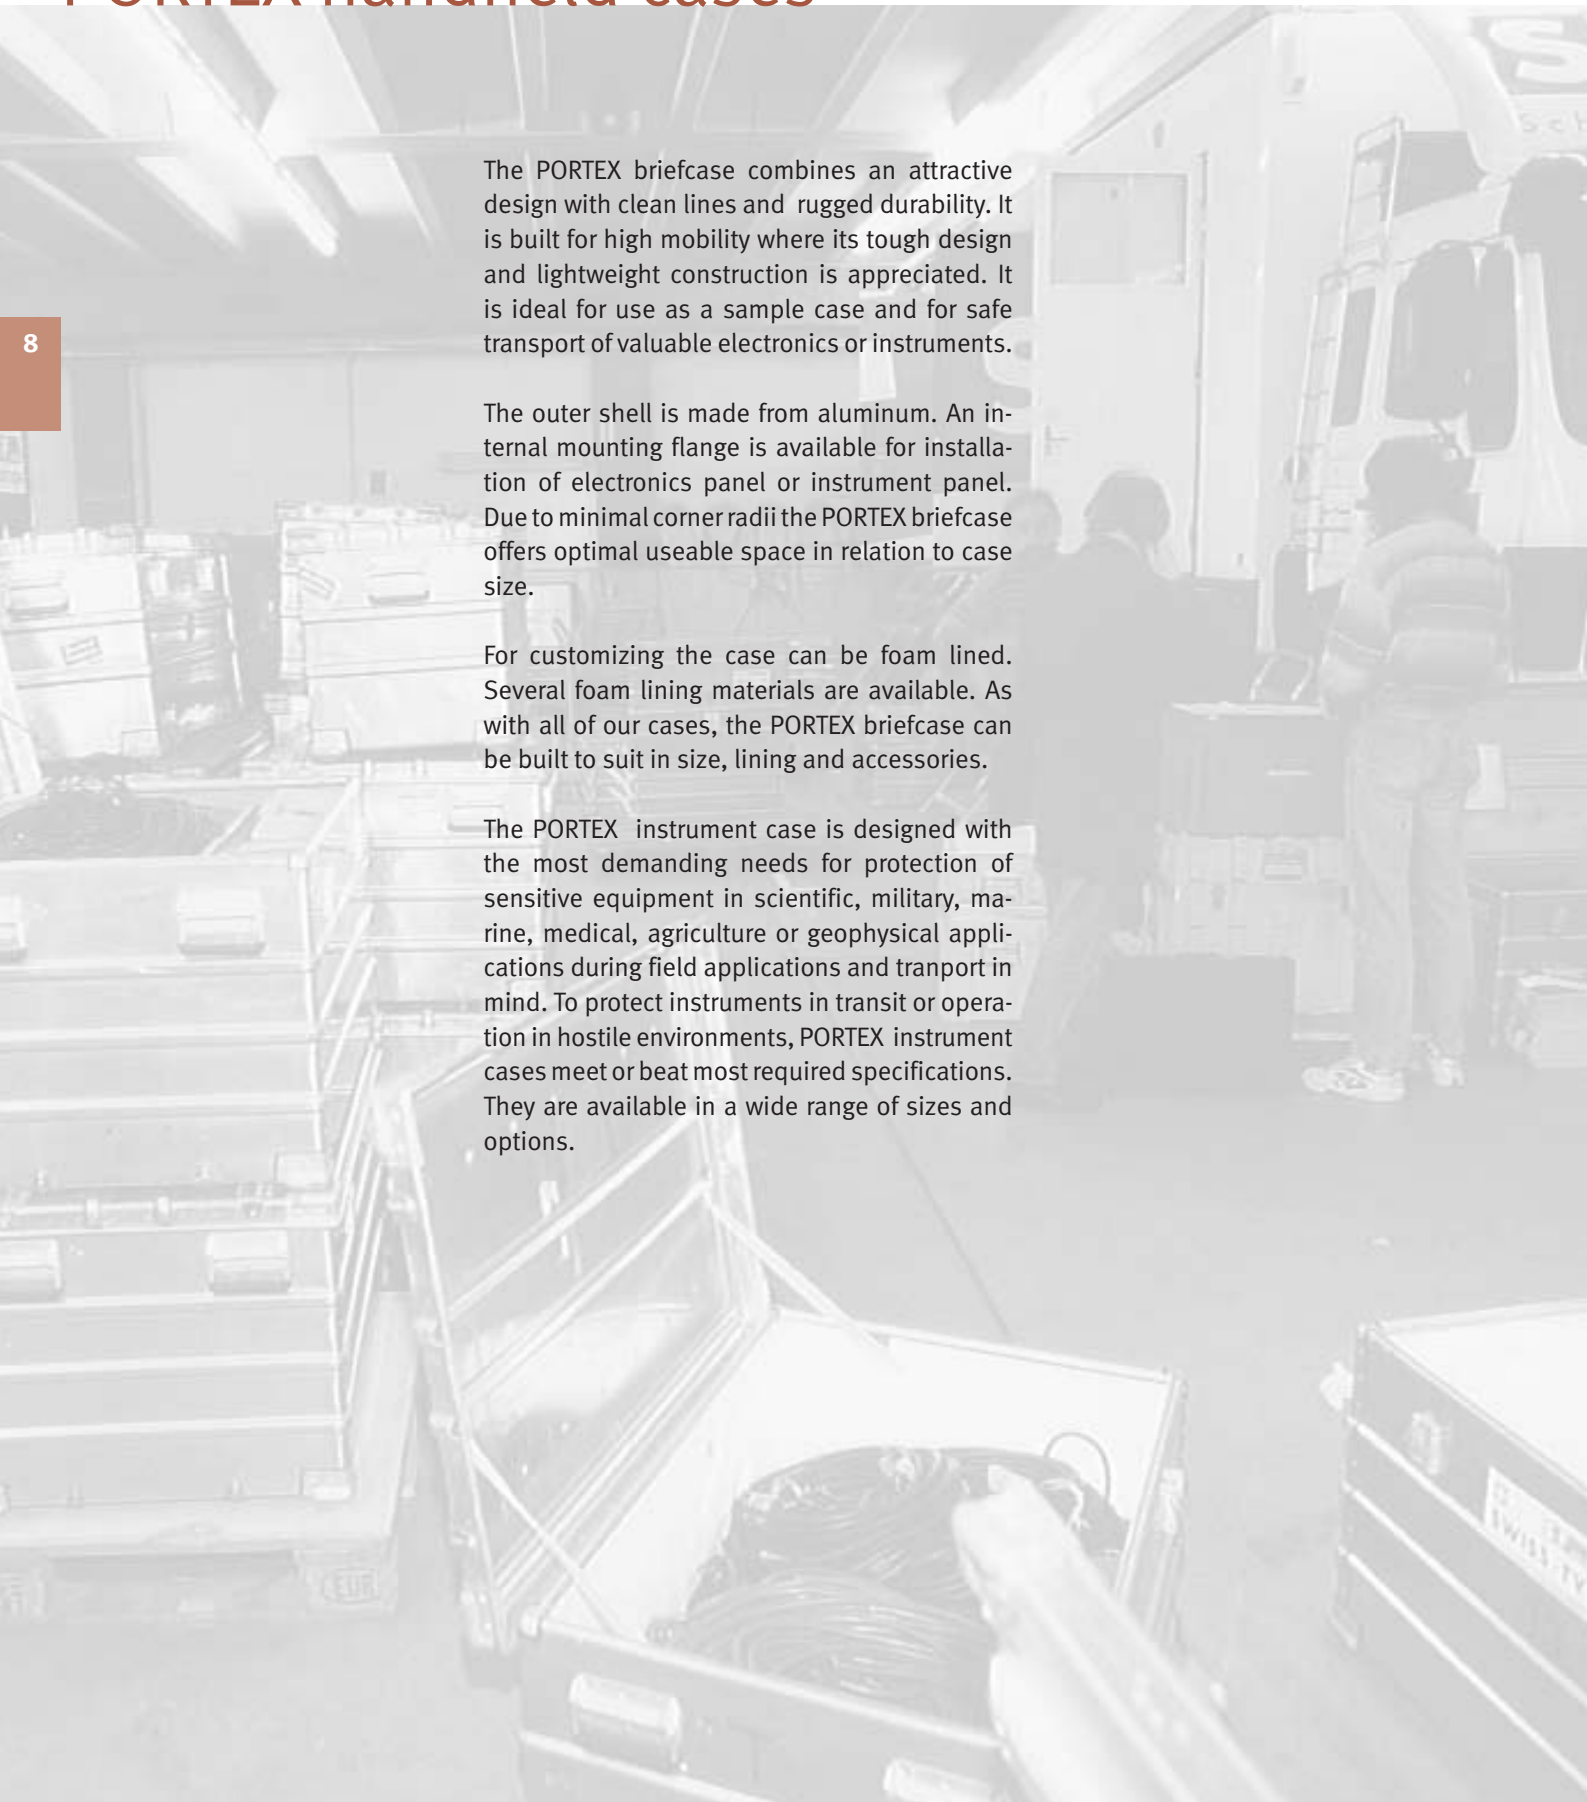 PORTEX handheld cases
The PORTEX briefcase combines an attractive
design with clean lines and rugged durability. It
is built for high mobility where its tough design
and lightweight construction is appreciated. It
is ideal for use as a sample case and for safe
transport of valuable electronics or instruments.
8
The outer shell is made from aluminum. An in-
ternal mounting flange is available for installa-
tion of electronics panel or instrument panel.
Due to minimal corner radii the PORTEX briefcase
offers optimal useable space in relation to case
size.
For customizing the case can be foam lined.
Several foam lining materials are available. As
with all of our cases, the PORTEX briefcase can
be built to suit in size, lining and accessories.
The PORTEX instrument case is designed with
the most demanding needs for protection of
sensitive equipment in scientific, military, ma-
rine, medical, agriculture or geophysical appli-
cations during field applications and tranport in
mind. To protect instruments in transit or opera-
tion in hostile environments, PORTEX instrument
cases meet or beat most required specifications.
They are available in a wide range of sizes and
options.
S
Sch
S
EUR
SWISS TV